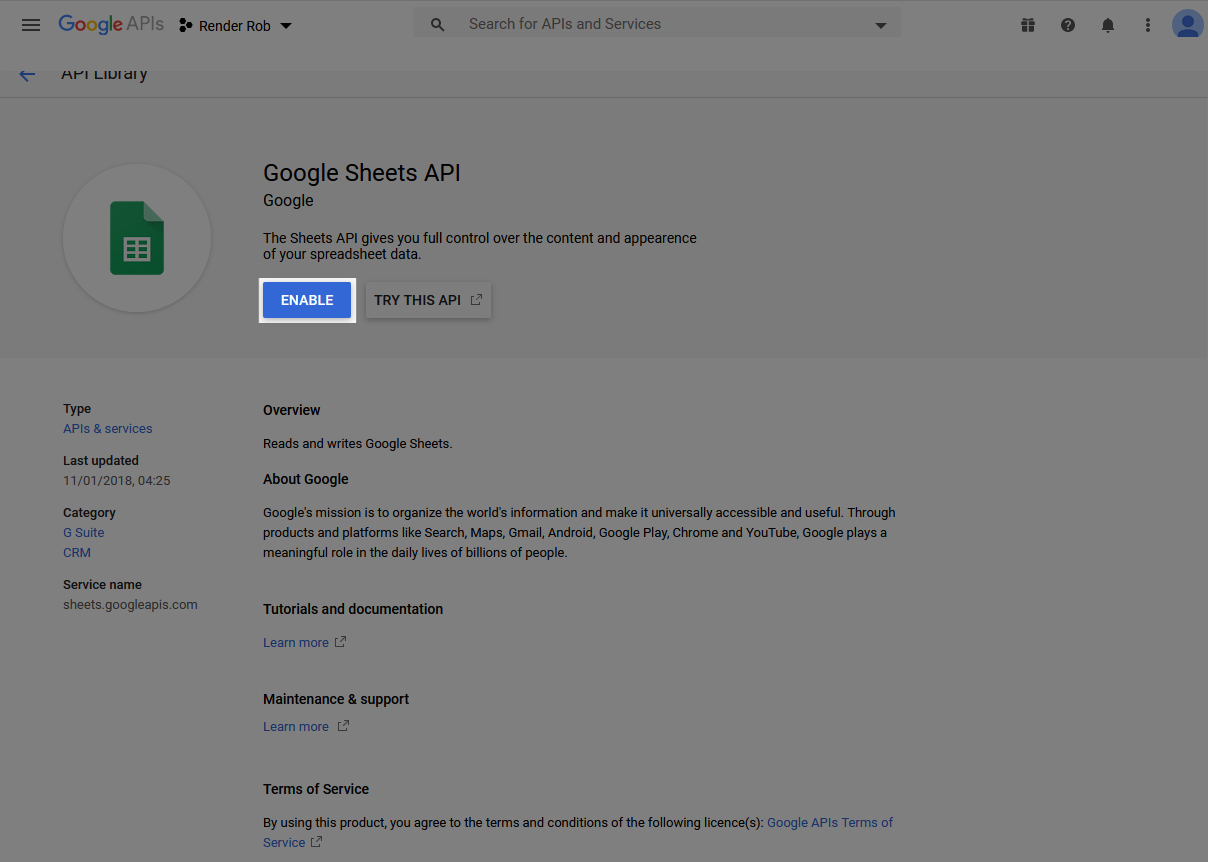 Google APIs Render Rob Search for APIs and Services
API Library
Google Sheets API
Google
The Sheets API gives you full control over the content and appearence
of your spreadsheet data.
ENABLE TRY THIS API
Type
APIs & services
Last updated
11/01/2018, 04:25
Category
G Suite
CRM
Service name
sheets.googleapis.com
Overview
Reads and writes Google Sheets.
About Google
Google's mission is to organize the world's information and make it universally accessible and useful. Through
products and platforms like Search, Maps, Gmail, Android, Google Play, Chrome and YouTube, Google plays a
meaningful role in the daily lives of billions of people.
Tutorials and documentation
Learn more
Maintenance & support
Learn more
Terms of Service
By using this product, you agree to the terms and conditions of the following licence(s): Google APIs Terms of
Service